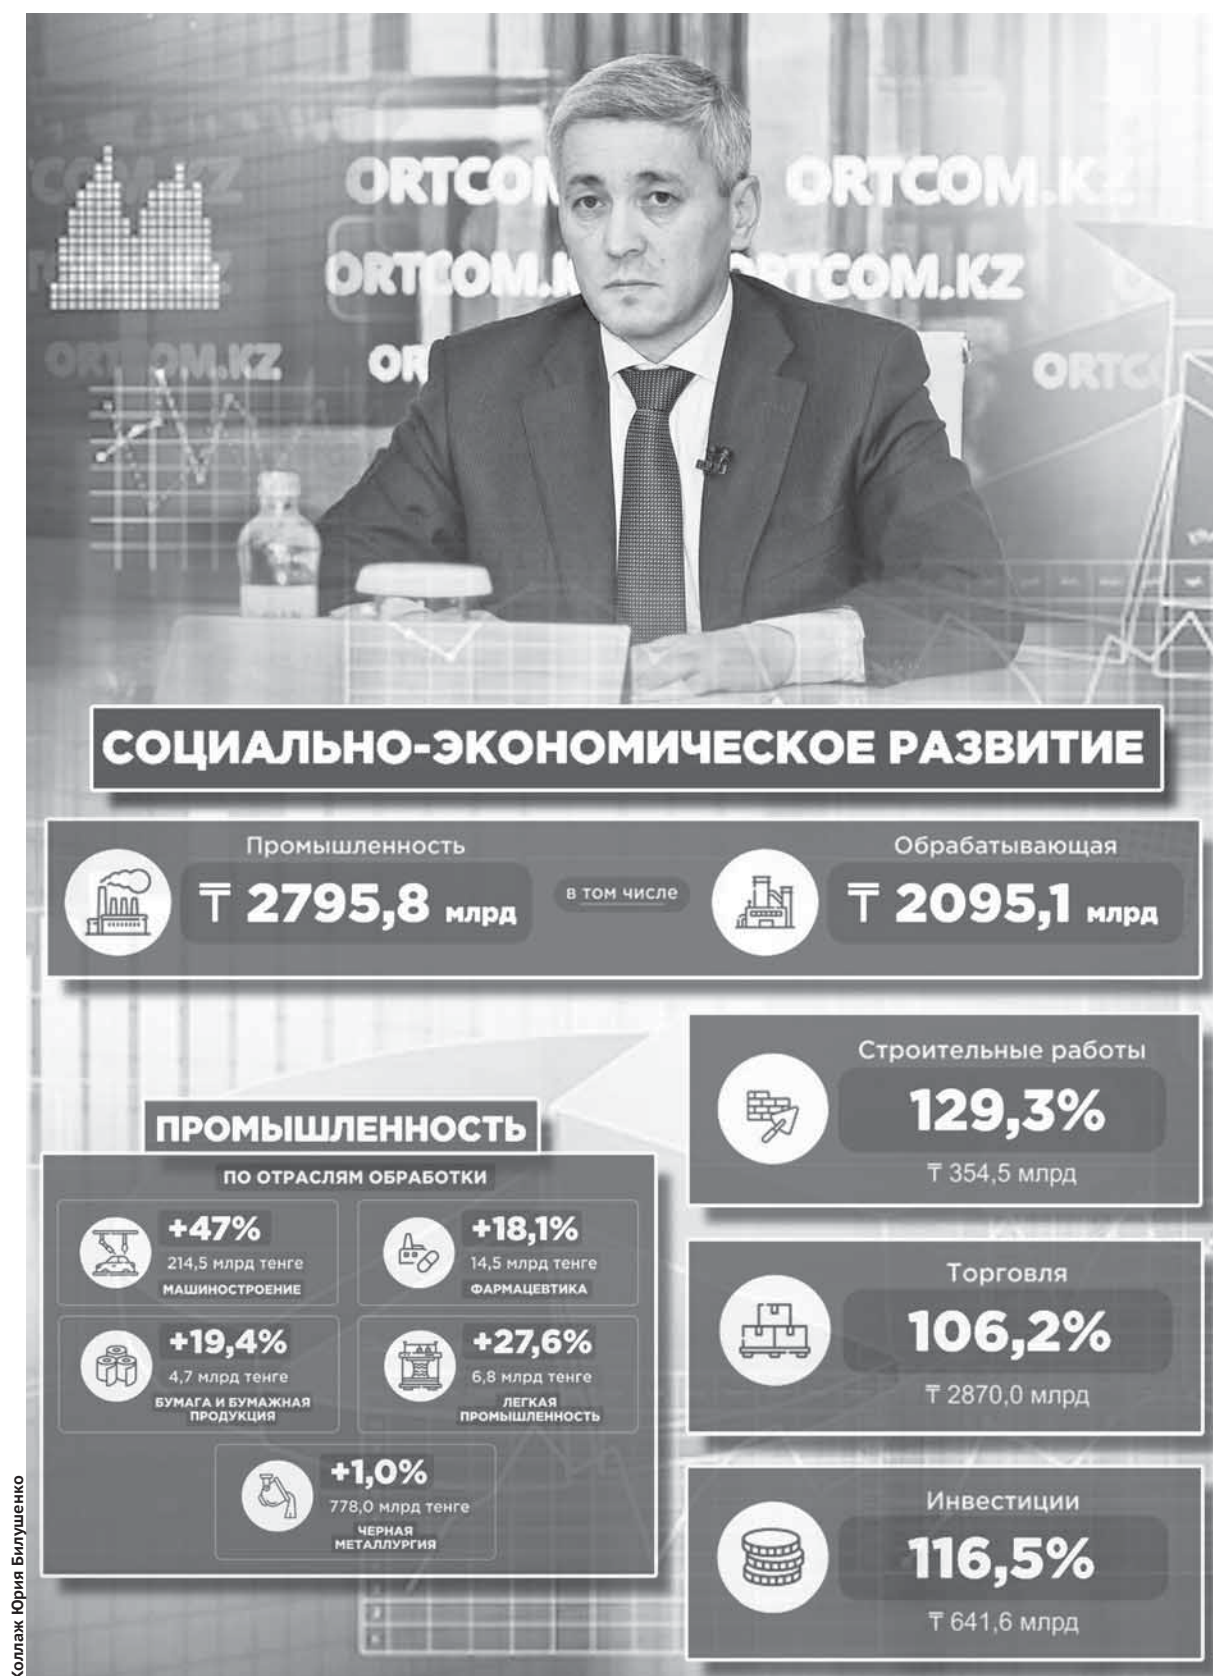 ORTCOM.KZ
ORTCOM.KZ
ORTCOM.KZ
ORTCOM.KZ
СОЦИАЛЬНО-ЭКОНОМИЧЕСКОЕ РАЗВИТИЕ
Промышленность
₸ 2795,8 млрд
в том числе
Обрабатывающая
₸ 2095,1 млрд
Строительные работы
129,3%
₸ 354,5 млрд
ПРОМЫШЛЕННОСТЬ
ПО ОТРАСЛЯМ ОБРАБОТКИ
+47%
214,5 млрд тенге
МАШИНОСТРОЕНИЕ
+18,1%
14,5 млрд тенге
ФАРМАЦЕВТИКА
+19,4%
4,7 млрд тенге
БУМАГА И БУМАЖНАЯ
ПРОДУКЦИЯ
+27,6%
6,8 млрд тенге
ЛЕГКАЯ
ПРОМЫШЛЕННОСТЬ
+1,0%
778,0 млрд тенге
ЧЕРНАЯ
МЕТАЛЛУРГИЯ
Торговля
106,2%
₸ 2870,0 млрд
Инвестиции
116,5%
₸ 641,6 млрд
Коллаж Юрия Билушенко